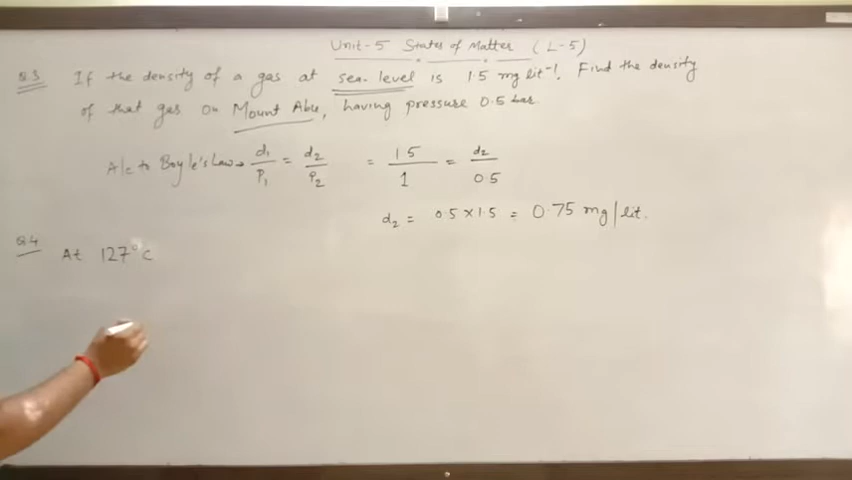 Unit-5 States of Matter (L-5)
Q.3 If the density of a gas at sea level is 1.5 mg lit⁻¹. Find the density
of that gas on Mount Abu, having pressure 0.5 bar.
A/c to Boyle's Law → d₁/P₁ = d₂/P₂ = 1.5/1 = d₂/0.5
d₂ = 0.5 × 1.5 = 0.75 mg/lit.
Q.4 At 127°C